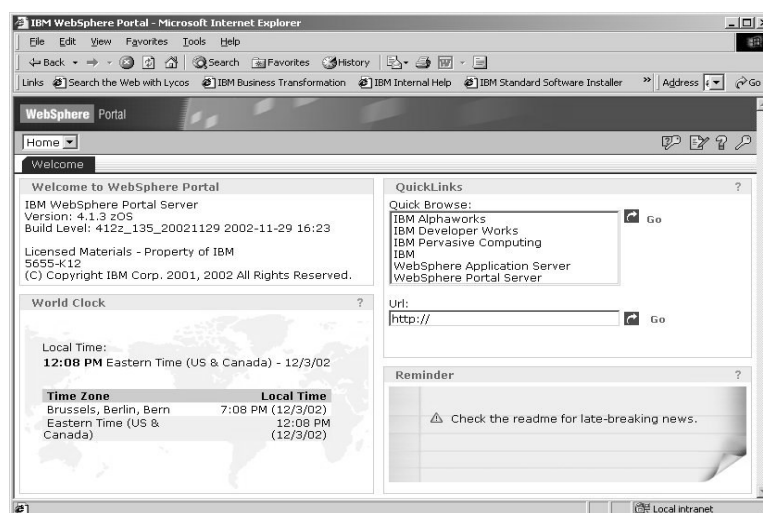 IBM WebSphere Portal - Microsoft Internet Explorer
File Edit View Favorites Tools Help
Back Search Favorites History
Links Search the Web with Lycos IBM Business Transformation IBM Internal Help IBM Standard Software Installer » Address Go
WebSphere Portal
Home
Welcome
Welcome to WebSphere Portal
IBM WebSphere Portal Server
Version: 4.1.3 zOS
Build Level: 412z_135_20021129 2002-11-29 16:23
Licensed Materials - Property of IBM
5655-K12
(C) Copyright IBM Corp. 2001, 2002 All Rights Reserved.
World Clock ?
Local Time:
12:08 PM Eastern Time (US & Canada) - 12/3/02
Time Zone Local Time
Brussels, Berlin, Bern 7:08 PM (12/3/02)
Eastern Time (US & 12:08 PM
Canada) (12/3/02)
QuickLinks ?
Quick Browse:
IBM Alphaworks
IBM Developer Works
IBM Pervasive Computing
IBM
WebSphere Application Server
WebSphere Portal Server
Go
Url:
http://
Go
Reminder ?
Check the readme for late-breaking news.
Local intranet